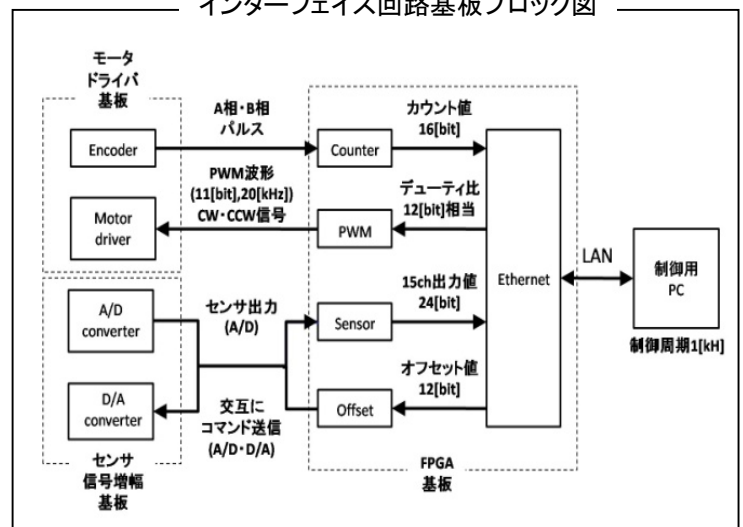 インターフェイス回路基板ブロック図
モータ
ドライバ
基板
Encoder
Motor
driver
A相・B相
パルス
PWM波形
(11[bit],20[kHz])
CW・CCW信号
Counter
PWM
カウント値
16[bit]
デューティ比
12[bit]相当
Ethernet
LAN
制御用
PC
制御周期1[kH]
A/D
converter
D/A
converter
センサ出力
(A/D)
交互に
コマンド送信
(A/D・D/A)
Sensor
Offset
15ch出力値
24[bit]
オフセット値
12[bit]
センサ
信号増幅
基板
FPGA
基板